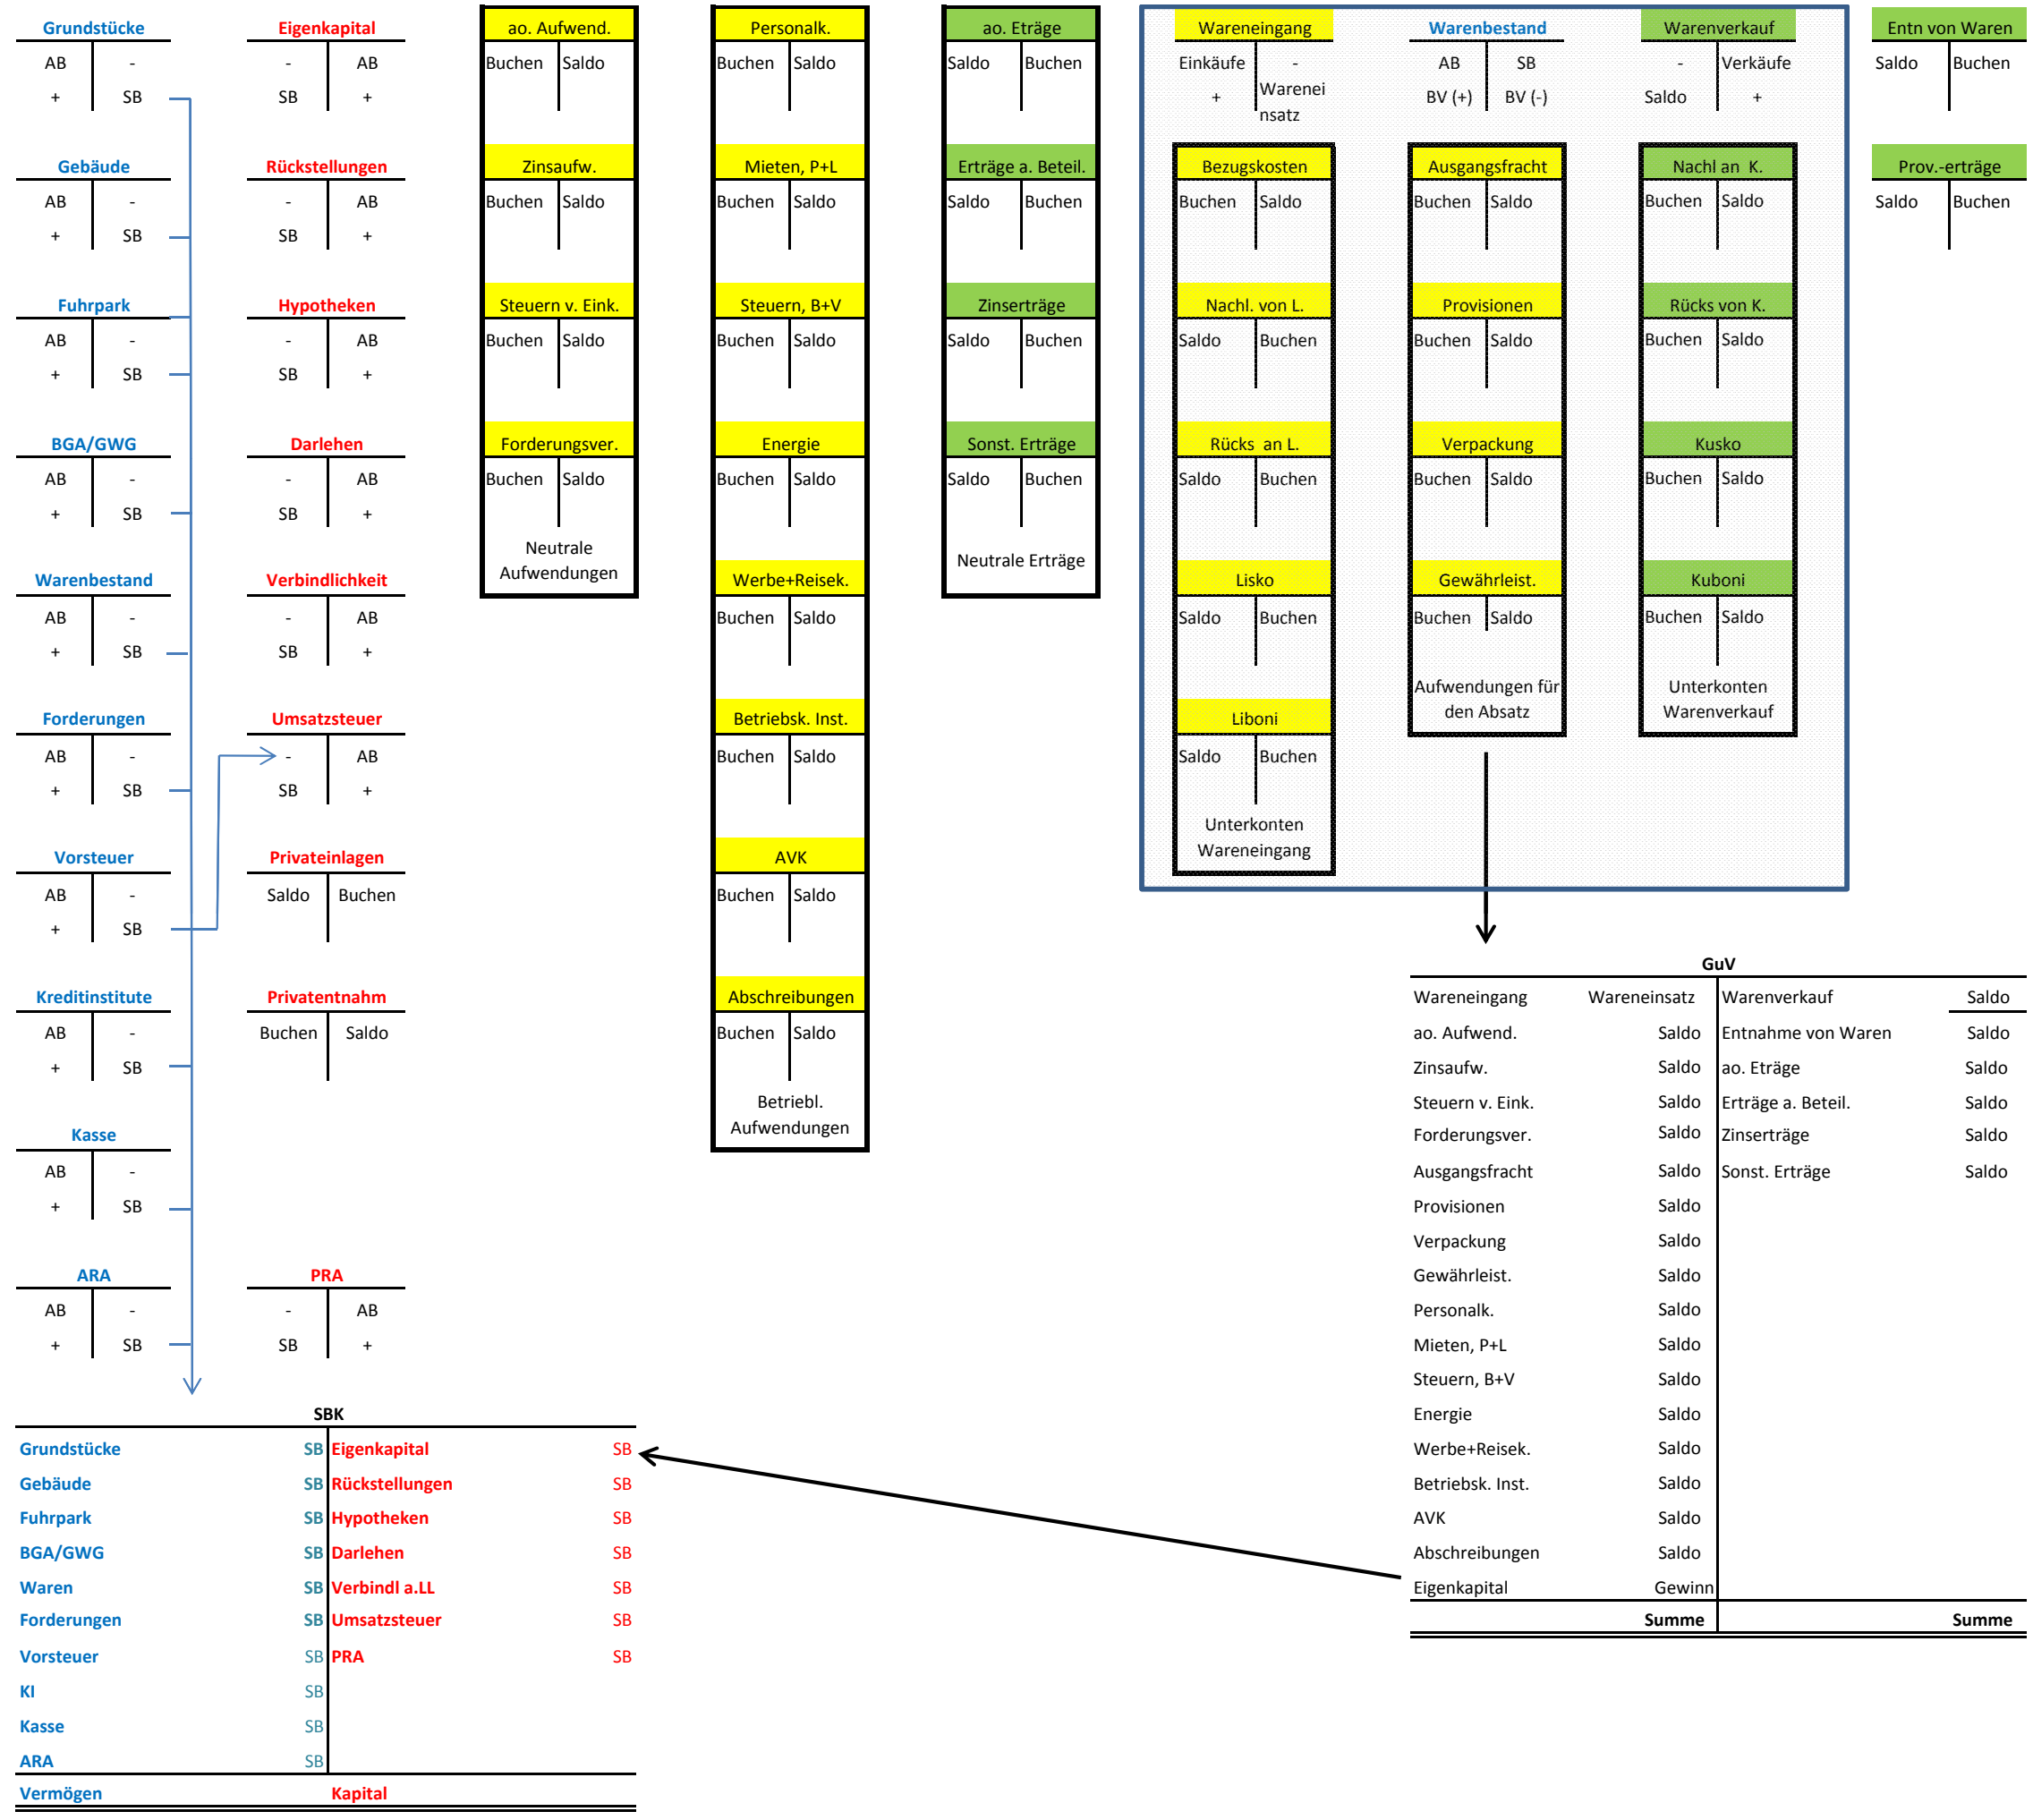 Grundstücke
AB -
+ SB
Gebäude
AB -
+ SB
Fuhrpark
AB -
+ SB
BGA/GWG
AB -
+ SB
Warenbestand
AB -
+ SB
Forderungen
AB -
+ SB
Vorsteuer
AB -
+ SB
Kreditinstitute
AB -
+ SB
Kasse
AB -
+ SB
ARA
AB -
+ SB
Eigenkapital
- AB
SB +
Rückstellungen
- AB
SB +
Hypotheken
- AB
SB +
Darlehen
- AB
SB +
Verbindlichkeit
- AB
SB +
Umsatzsteuer
- AB
SB +
Privateinlagen
Saldo Buchen
Privatentnahm
Buchen Saldo
PRA
- AB
SB +
ao. Aufwend.
Buchen Saldo
Zinsaufw.
Buchen Saldo
Steuern v. Eink.
Buchen Saldo
Forderungsver.
Buchen Saldo
Neutrale
Aufwendungen
Personalk.
Buchen Saldo
Mieten, P+L
Buchen Saldo
Steuern, B+V
Buchen Saldo
Energie
Buchen Saldo
Werbe+Reisek.
Buchen Saldo
Betriebsk. Inst.
Buchen Saldo
AVK
Buchen Saldo
Abschreibungen
Buchen Saldo
Betriebl.
Aufwendungen
ao. Eträge
Saldo Buchen
Erträge a. Beteil.
Saldo Buchen
Zinserträge
Saldo Buchen
Sonst. Erträge
Saldo Buchen
Neutrale Erträge
Wareneingang
Einkäufe -
+ Warenei
nsatz
Bezugskosten
Buchen Saldo
Nachl. von L.
Saldo Buchen
Rücks an L.
Saldo Buchen
Lisko
Saldo Buchen
Liboni
Saldo Buchen
Unterkonten
Wareneingang
Warenbestand
AB SB
BV (+) BV (-)
Ausgangsfracht
Buchen Saldo
Provisionen
Buchen Saldo
Verpackung
Buchen Saldo
Gewährleist.
Buchen Saldo
Aufwendungen für
den Absatz
Warenverkauf
- Verkäufe
Saldo +
Nachl an K.
Buchen Saldo
Rücks von K.
Buchen Saldo
Kusko
Buchen Saldo
Kuboni
Buchen Saldo
Unterkonten
Warenverkauf
Entn von Waren
Saldo Buchen
Prov.-erträge
Saldo Buchen
GuV
Wareneingang Wareneinsatz Warenverkauf Saldo
ao. Aufwend. Saldo Entnahme von Waren Saldo
Zinsaufw. Saldo ao. Eträge Saldo
Steuern v. Eink. Saldo Erträge a. Beteil. Saldo
Forderungsver. Saldo Zinserträge Saldo
Ausgangsfracht Saldo Sonst. Erträge Saldo
Provisionen Saldo
Verpackung Saldo
Gewährleist. Saldo
Personalk. Saldo
Mieten, P+L Saldo
Steuern, B+V Saldo
Energie Saldo
Werbe+Reisek. Saldo
Betriebsk. Inst. Saldo
AVK Saldo
Abschreibungen Saldo
Eigenkapital Gewinn
Summe Summe
SBK
Grundstücke SB Eigenkapital SB
Gebäude SB Rückstellungen SB
Fuhrpark SB Hypotheken SB
BGA/GWG SB Darlehen SB
Waren SB Verbindl a.LL SB
Forderungen SB Umsatzsteuer SB
Vorsteuer SB PRA SB
KI SB
Kasse SB
ARA SB
Vermögen Kapital